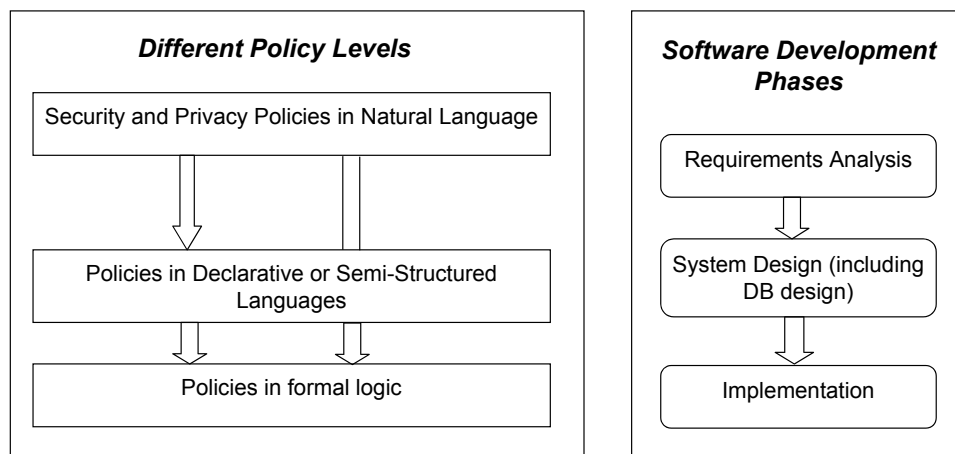 Different Policy Levels
Security and Privacy Policies in Natural Language
Policies in Declarative or Semi-Structured
Languages
Policies in formal logic
Software Development
Phases
Requirements Analysis
System Design (including
DB design)
Implementation